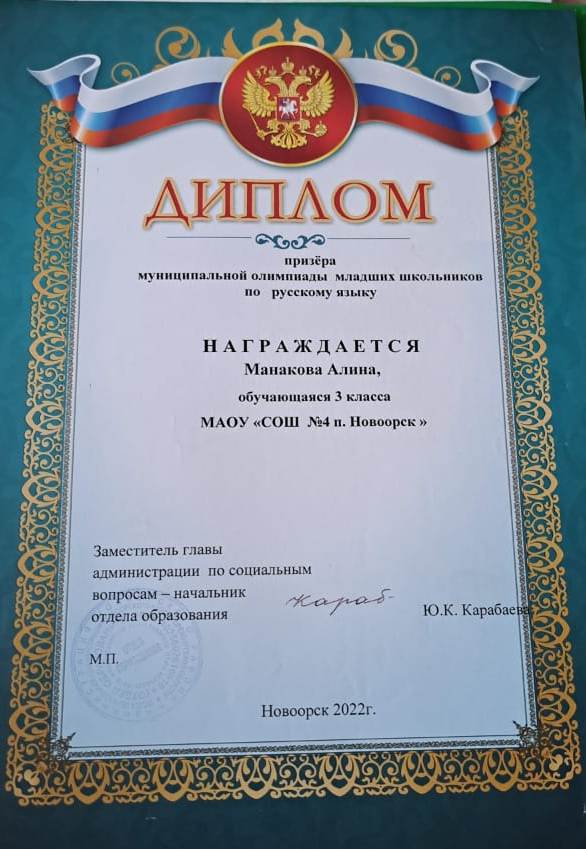 ДИПЛОМ
призёра
муниципальной олимпиады младших школьников
по русскому языку
НАГРАЖДАЕТСЯ
Манакова Алина,
обучающаяся 3 класса
МАОУ «СОШ №4 п. Новоорск »
Заместитель главы
администрации по социальным
вопросам – начальник
отдела образования
Караб
Ю.К. Карабаева
М.П.
Новоорск 2022г.